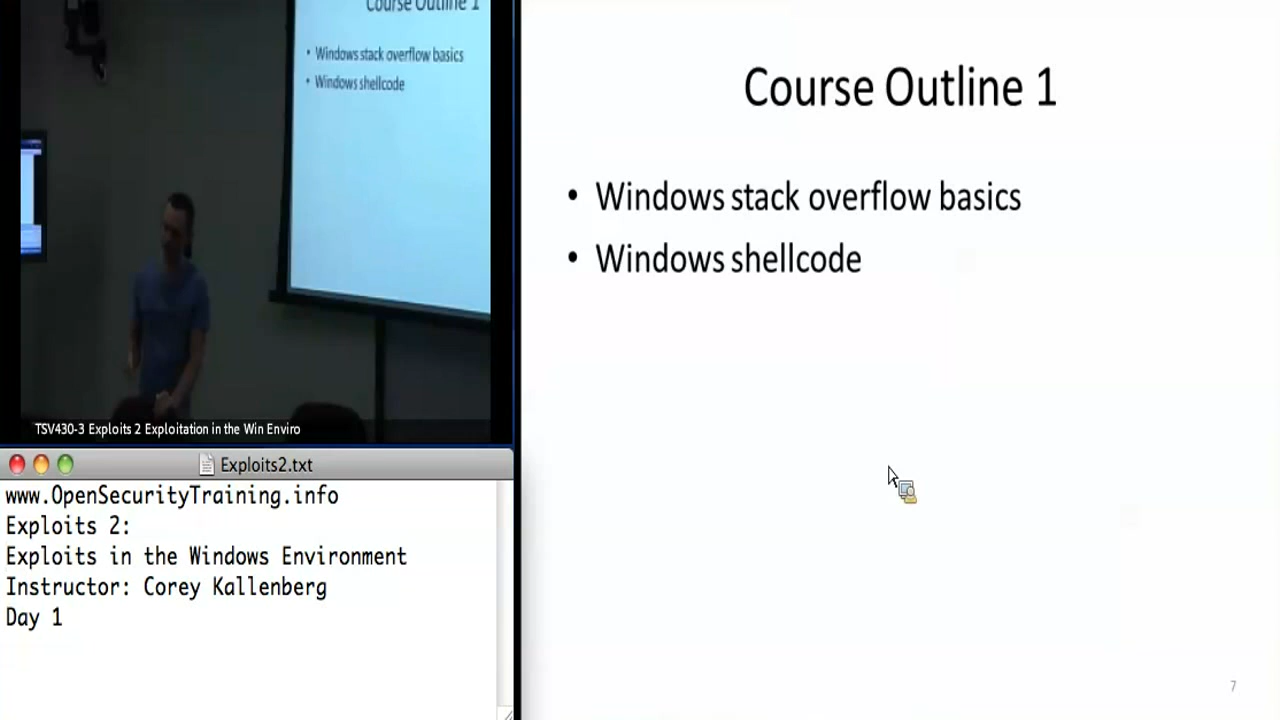 Course Outline 1
• Windows stack overflow basics
• Windows shellcode
TSV430-3 Exploits 2 Exploitation in the Win Enviro
Exploits2.txt
www.OpenSecurityTraining.info
Exploits 2:
Exploits in the Windows Environment
Instructor: Corey Kallenberg
Day 1
Course Outline 1
• Windows stack overflow basics
• Windows shellcode
7